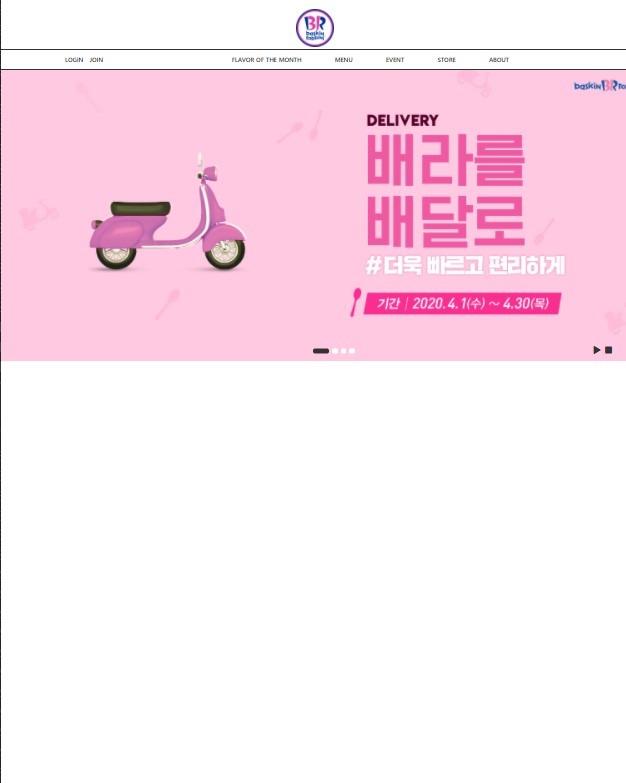 BR
baskin
robbins
LOGIN JOIN FLAVOR OF THE MONTH MENU EVENT STORE ABOUT
baskin BR ro
DELIVERY
배라를
배달로
#더욱 빠르고 편리하게
기간 | 2020.4.1(수) ~ 4.30(목)